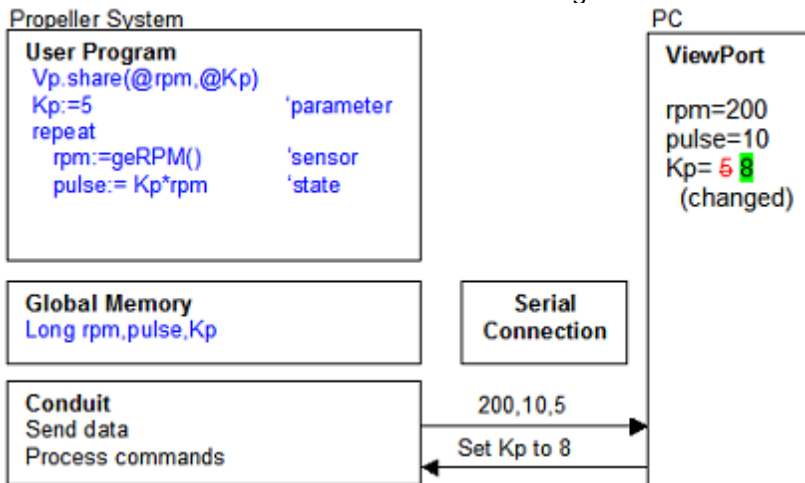 Propeller System
PC
User Program
Vp.share(@rpm,@Kp)
Kp:=5 'parameter
repeat
rpm:=geRPM() 'sensor
pulse:= Kp*rpm 'state
ViewPort
rpm=200
pulse=10
Kp= 5 8
(changed)
Global Memory
Long rpm,pulse,Kp
Serial
Connection
Conduit
Send data
Process commands
200,10,5
Set Kp to 8